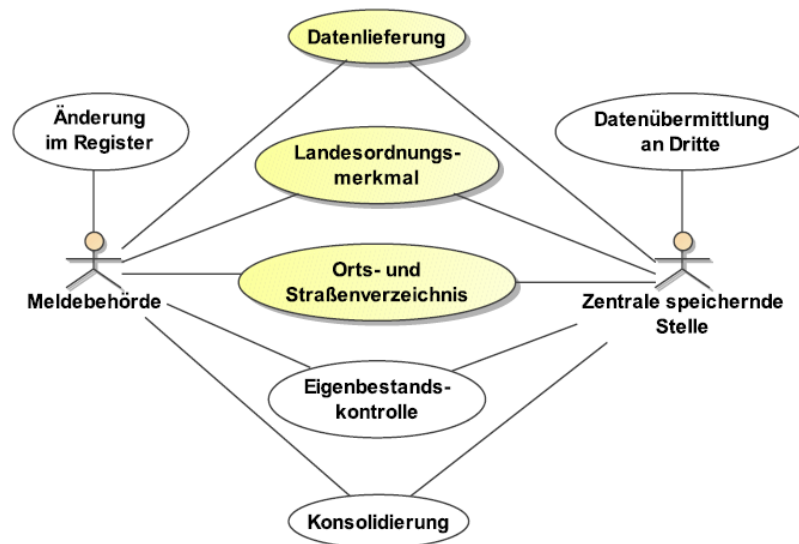 Datenlieferung
Änderung
im Register
Datenübermittlung
an Dritte
Landesordnungs-
merkmal
Orts- und
Straßenverzeichnis
Meldebehörde
Zentrale speichernde
Stelle
Eigenbestands-
kontrolle
Konsolidierung